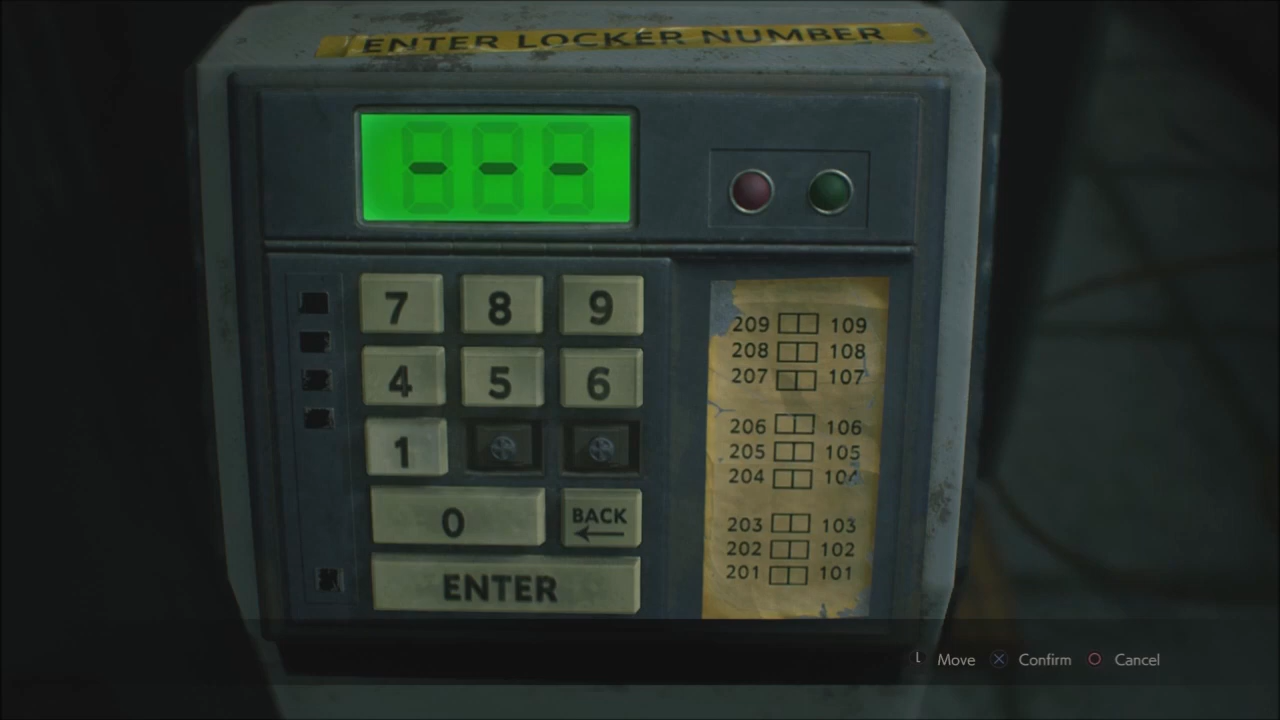 ENTER LOCKER NUMBER
---
7 8 9
4 5 6
1
0 BACK
ENTER
209 109
208 108
207 107
206 106
205 105
204 104
203 103
202 102
201 101
L Move Confirm Cancel